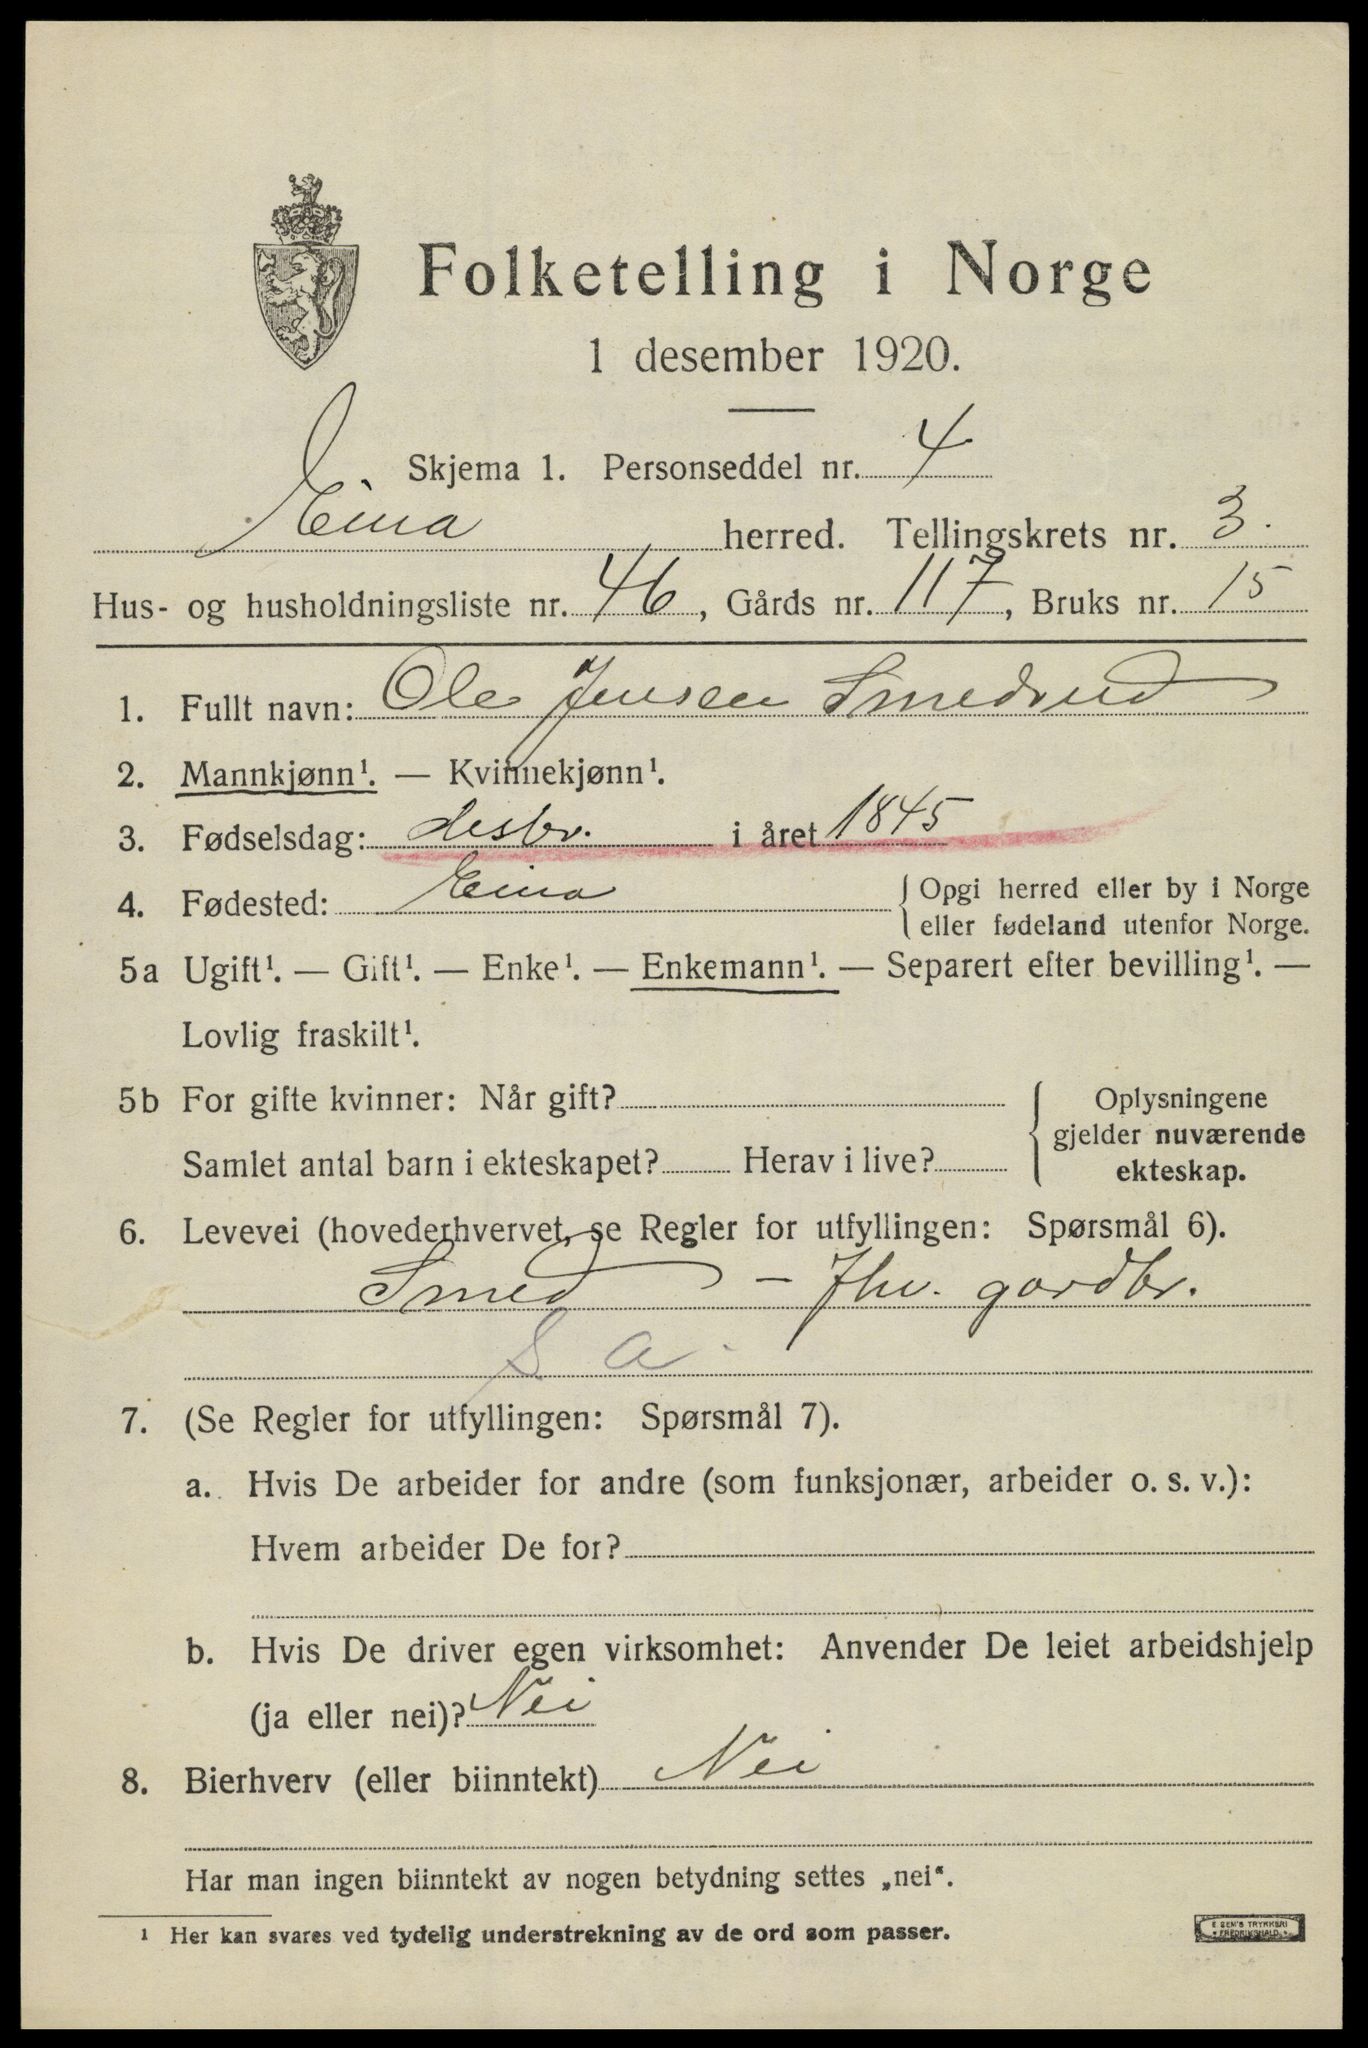 Folketelling i Norge
1 desember 1920.
Skjema 1. Personseddel nr. 4
Eina herred. Tellingskrets nr. 3.
Hus- og husholdningsliste nr. 46, Gårds nr. 117, Bruks nr. 15
1. Fullt navn: Ole Jensen Smedsrud
2. Mannkjønn¹. — Kvinnekjønn¹.
3. Fødselsdag: desbr. i året 1845
4. Fødested: Eina { Opgi herred eller by i Norge
eller fødeland utenfor Norge.
5a Ugift¹. — Gift¹. — Enke¹. — Enkemann¹. — Separert efter bevilling¹. —
Lovlig fraskilt¹.
5b For gifte kvinner: Når gift?
Samlet antal barn i ekteskapet? Herav i live?
{ Oplysningene
gjelder nuværende
ekteskap.
6. Levevei (hovederhvervet, se Regler for utfyllingen: Spørsmål 6).
Smed — fhv. gardbr.
S a.
7. (Se Regler for utfyllingen: Spørsmål 7).
a. Hvis De arbeider for andre (som funksjonær, arbeider o. s. v.):
Hvem arbeider De for?
b. Hvis De driver egen virksomhet: Anvender De leiet arbeidshjelp
(ja eller nei)? Nei
8. Bierhverv (eller biinntekt) Nei
Har man ingen biinntekt av nogen betydning settes „nei“.
¹ Her kan svares ved tydelig understrekning av de ord som passer.
E SEM'S TRYKKERI
FREDRIKSHALD